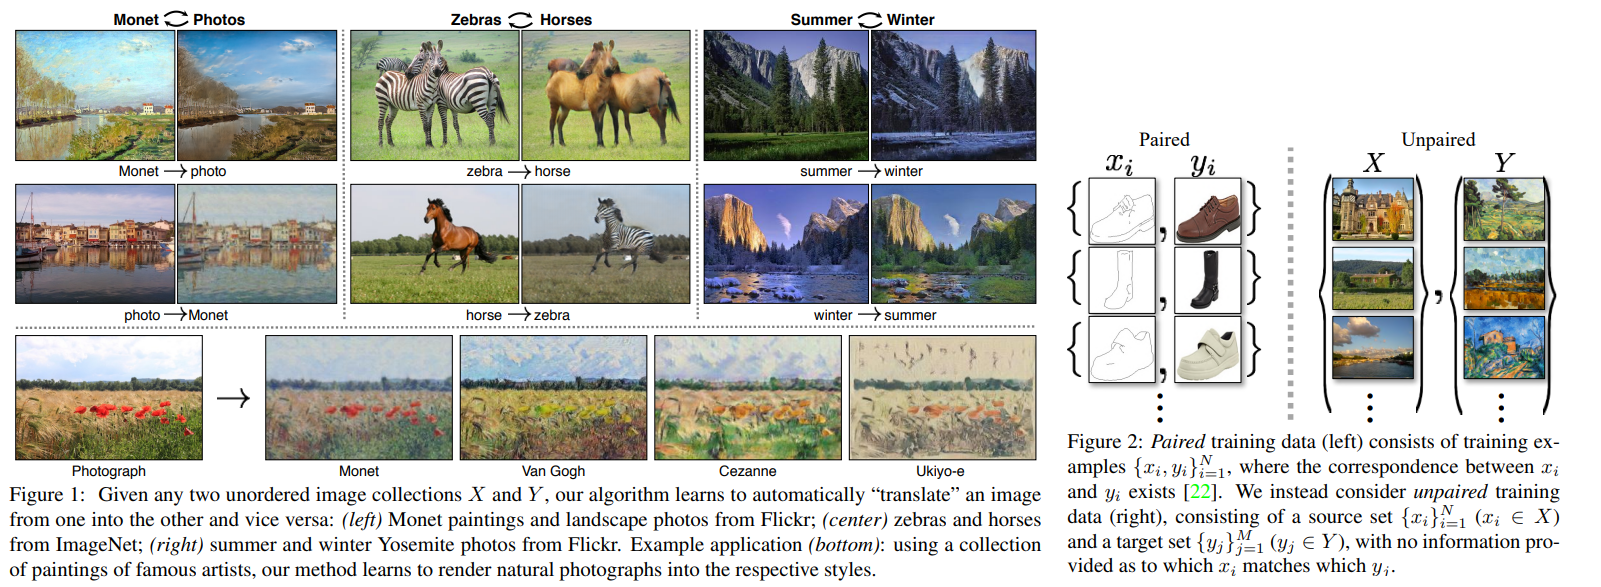 Monet ⇄ Photos
Zebras ⇄ Horses
Summer ⇄ Winter
Monet → photo
zebra → horse
summer → winter
photo → Monet
horse → zebra
winter → summer
→
Photograph
Monet
Van Gogh
Cezanne
Ukiyo-e
Figure 1: Given any two unordered image collections X and Y, our algorithm learns to automatically “translate” an image
from one into the other and vice versa: (left) Monet paintings and landscape photos from Flickr; (center) zebras and horses
from ImageNet; (right) summer and winter Yosemite photos from Flickr. Example application (bottom): using a collection
of paintings of famous artists, our method learns to render natural photographs into the respective styles.
Paired
x_i y_i
{ , }
{ , }
{ , }
⋮
Unpaired
X Y
{ } , { }
⋮ ⋮
Figure 2: Paired training data (left) consists of training ex-
amples {x_i, y_i}_{i=1}^N, where the correspondence between x_i
and y_i exists [22]. We instead consider unpaired training
data (right), consisting of a source set {x_i}_{i=1}^N (x_i ∈ X)
and a target set {y_j}_{j=1}^M (y_j ∈ Y), with no information pro-
vided as to which x_i matches which y_j.